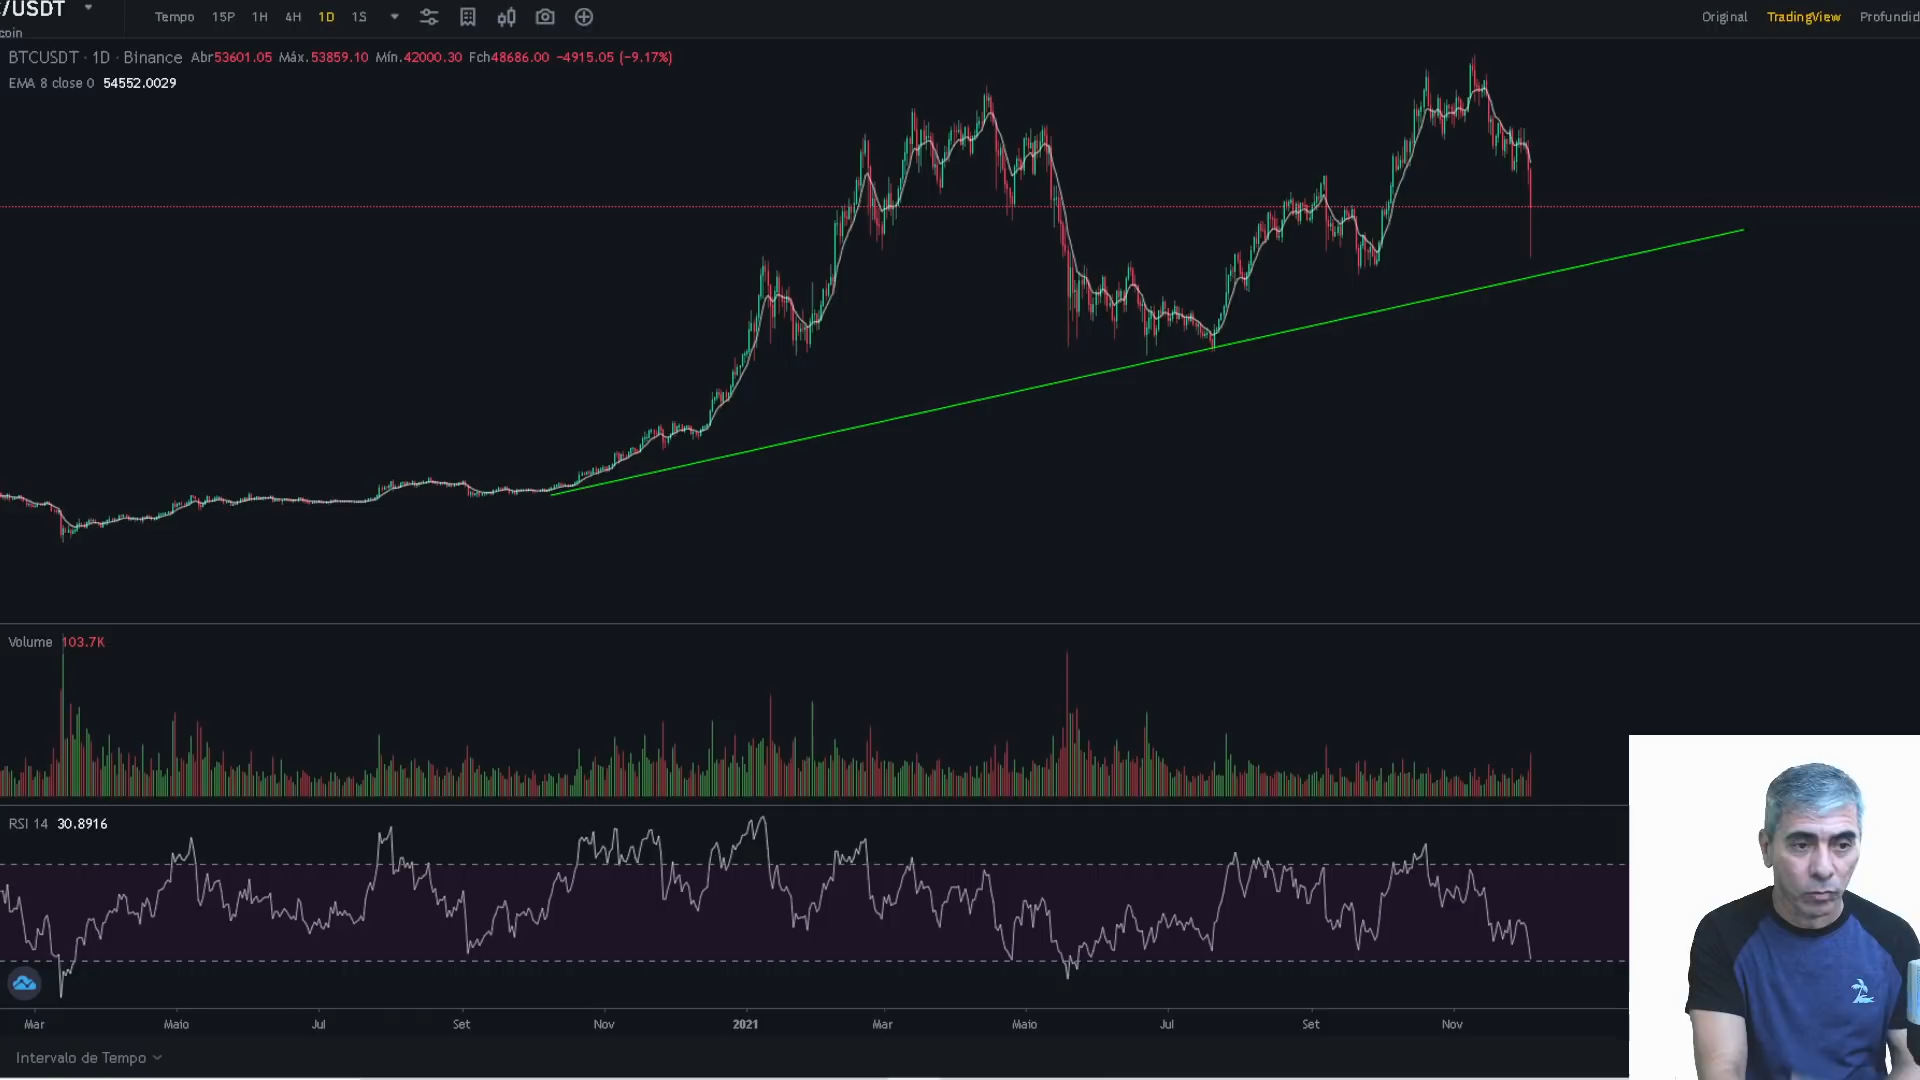 /USDT
coin
Tempo 15P 1H 4H 1D 1S
Original TradingView Profundid
BTCUSDT · 1D · Binance Abr53601.05 Máx.53859.10 Mín.42000.30 Fch48686.00 −4915.05 (−9.17%)
EMA 8 close 0 54552.0029
Volume 103.7K
RSI 14 30.8916
Mar Maio Jul Set Nov 2021 Mar Maio Jul Set Nov
Intervalo de Tempo